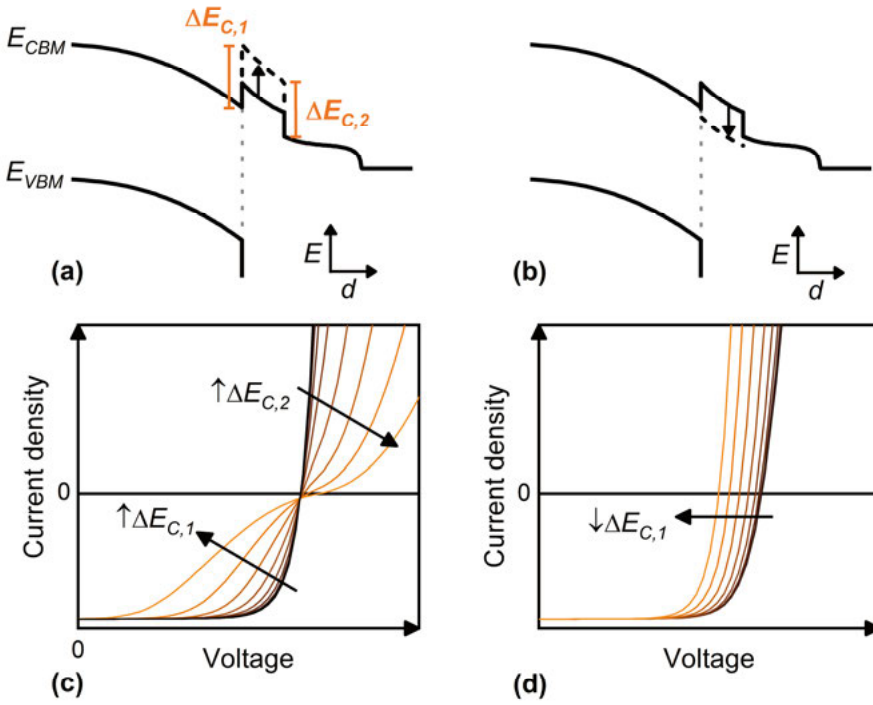 ΔE_C,1
E_CBM
ΔE_C,2
E_VBM
E
d
(a)
E
d
(b)
Current density
↑ΔE_C,2
0
↑ΔE_C,1
0
Voltage
(c)
Current density
0
↓ΔE_C,1
Voltage
(d)